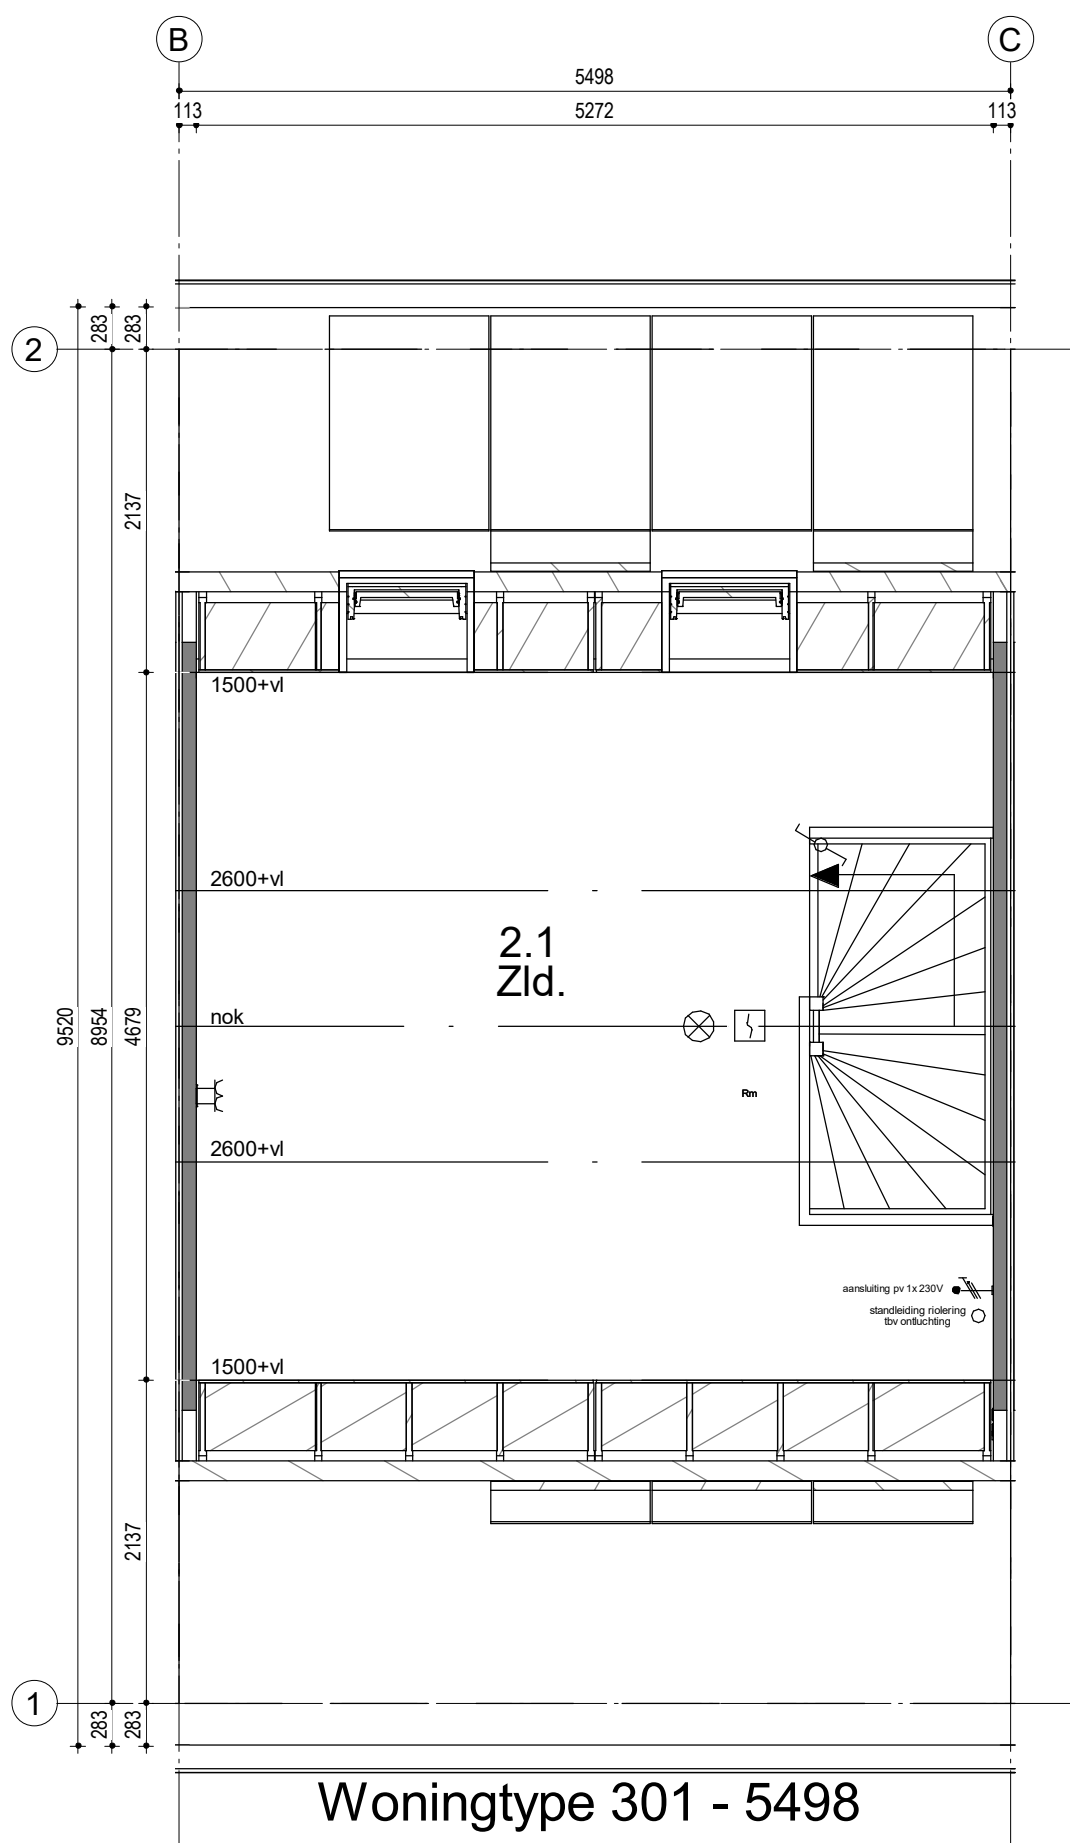 B
C
5498
113
5272
113
283
283
2
2137
1500+vl
2600+vl
2.1
Zld.
nok
9520
8954
4679
Rm
2600+vl
aansluiting pv 1x 230V
standleiding riolering
tbv ontluchting
1500+vl
2137
1
283
283
Woningtype 301 - 5498